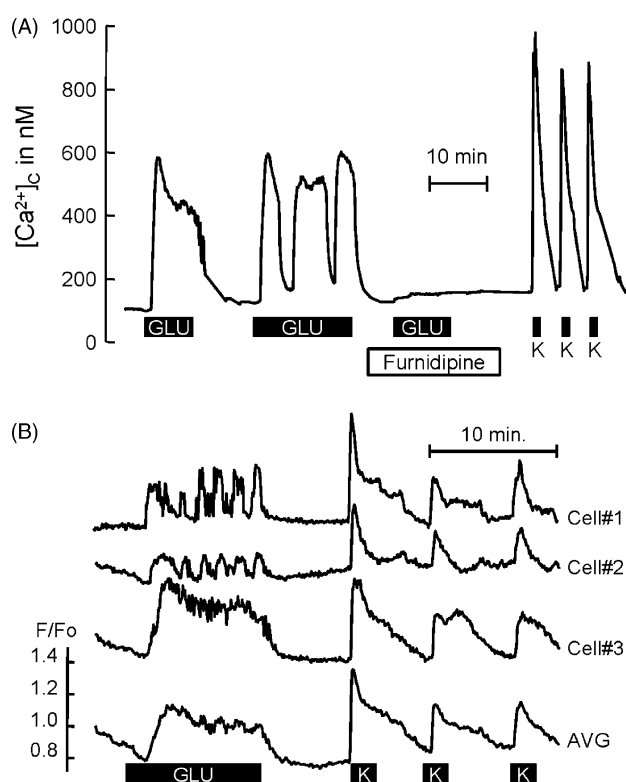 (A)
[Ca²⁺]c in nM
1000
800
600
400
200
0
10 min
GLU
GLU
GLU
Furnidipine
K
K
K
(B)
10 min.
Cell#1
Cell#2
Cell#3
AVG
F/Fo
1.4
1.2
1.0
0.8
GLU
K
K
K